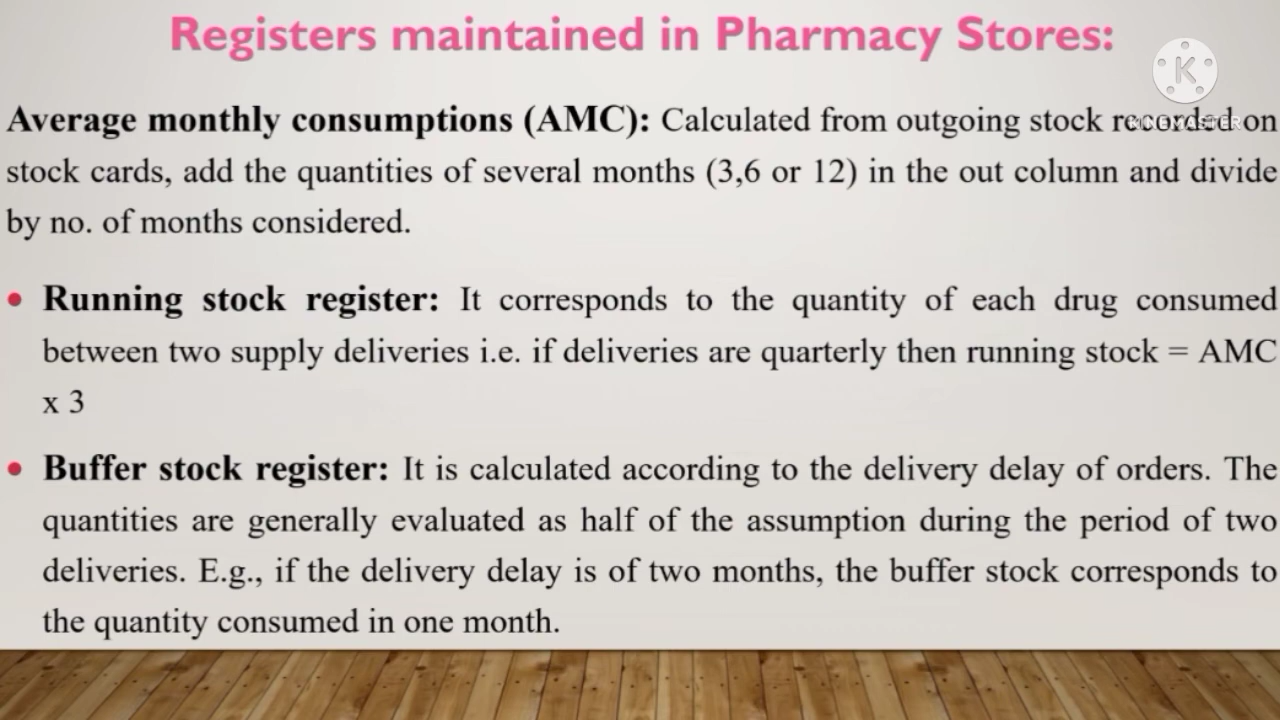 Registers maintained in Pharmacy Stores:
K
KINEMASTER
Average monthly consumptions (AMC): Calculated from outgoing stock recorded on
stock cards, add the quantities of several months (3,6 or 12) in the out column and divide
by no. of months considered.
• Running stock register: It corresponds to the quantity of each drug consumed
between two supply deliveries i.e. if deliveries are quarterly then running stock = AMC
x 3
• Buffer stock register: It is calculated according to the delivery delay of orders. The
quantities are generally evaluated as half of the assumption during the period of two
deliveries. E.g., if the delivery delay is of two months, the buffer stock corresponds to
the quantity consumed in one month.